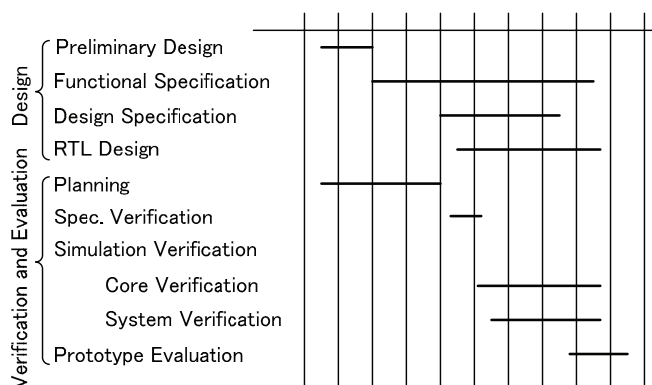 Design
Preliminary Design
Functional Specification
Design Specification
RTL Design
Verification and Evaluation
Planning
Spec. Verification
Simulation Verification
Core Verification
System Verification
Prototype Evaluation